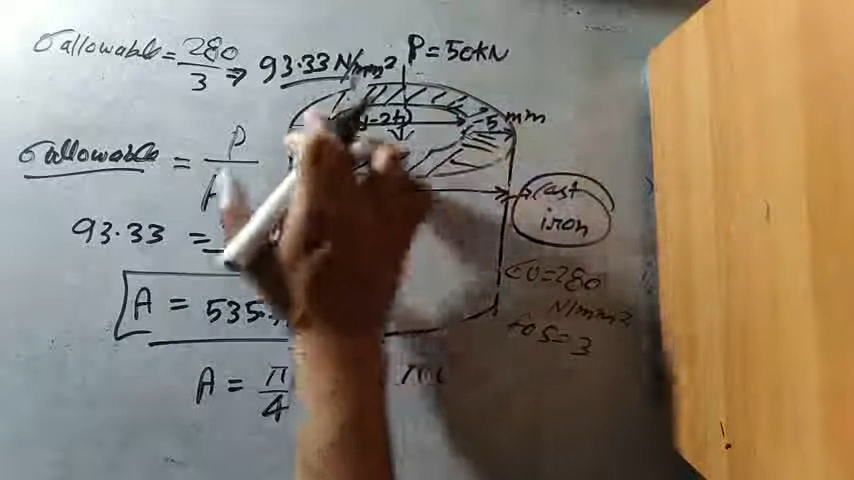 σallowable = 280/3 ⇒ 93.33 N/mm²
P = 50kN
-2t)
5 mm
σallowable = P/A
cast
iron
93.33 =
σu = 280
N/mm²
fos = 3
A = 535.
A = π/4